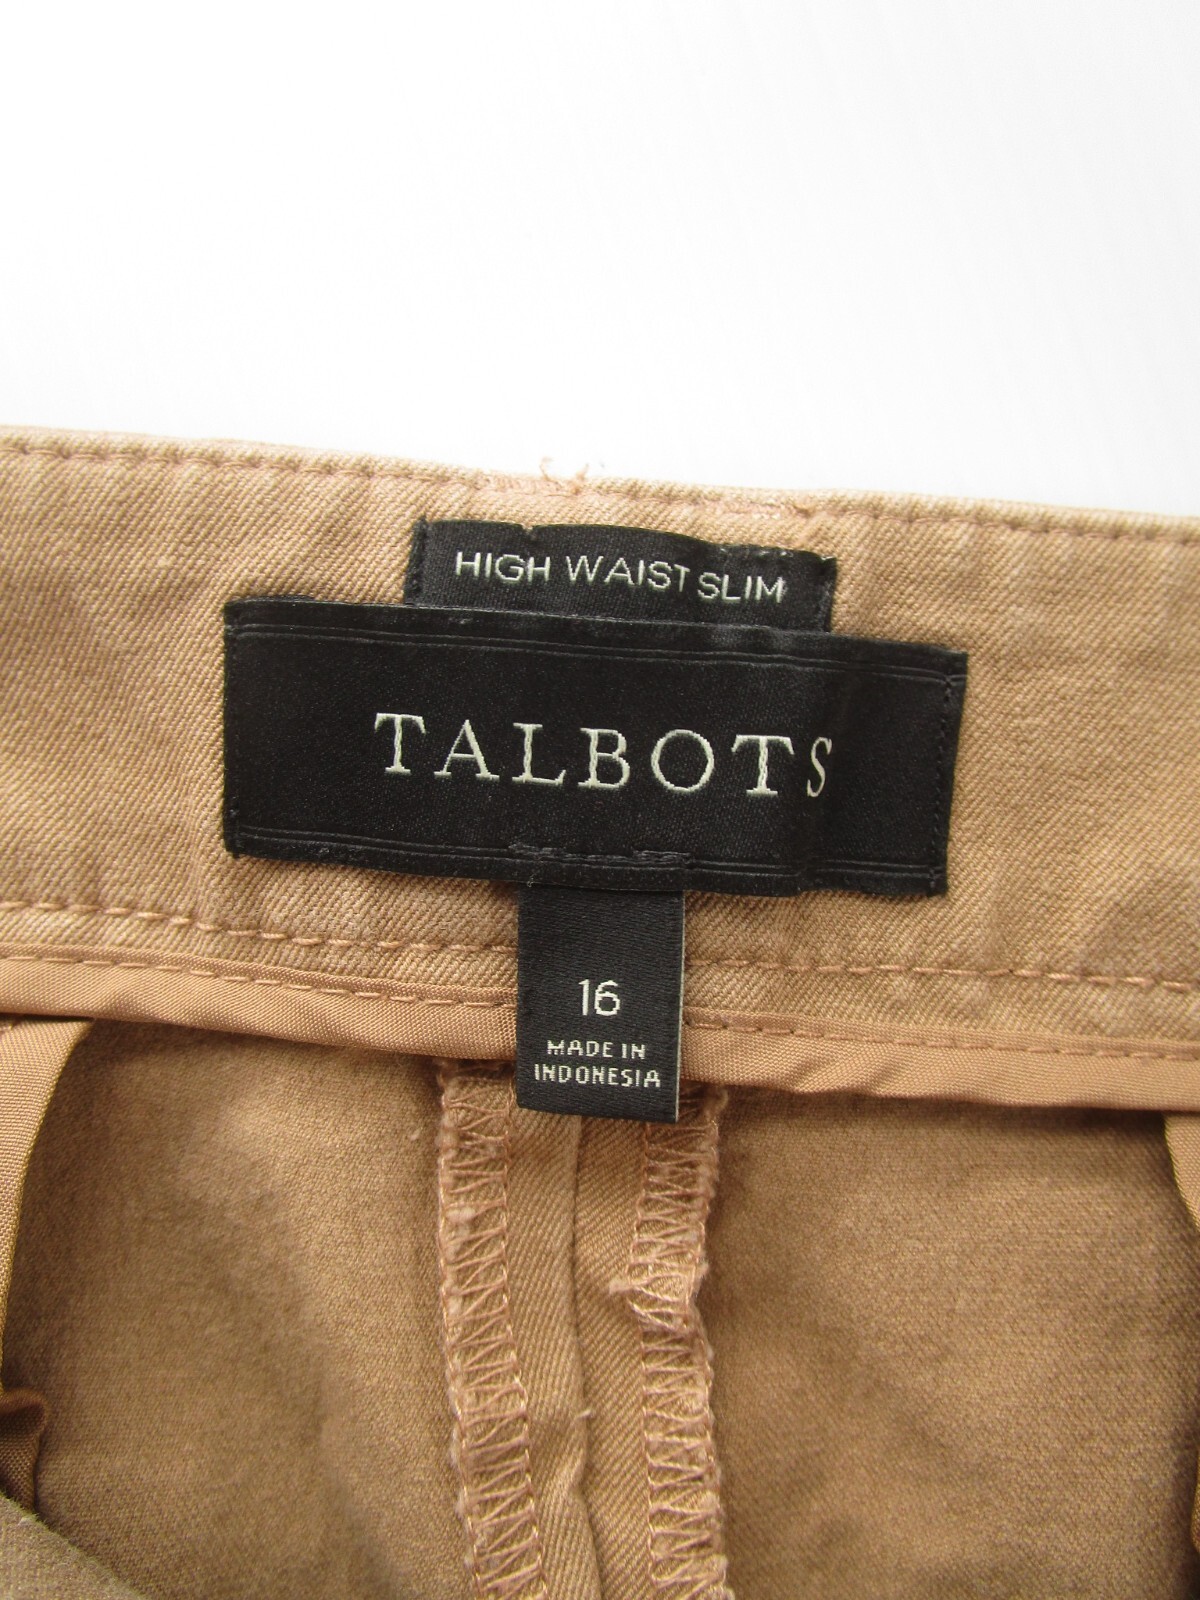 HIGH WAIST SLIM
TALBOTS
16
MADE IN
INDONESIA